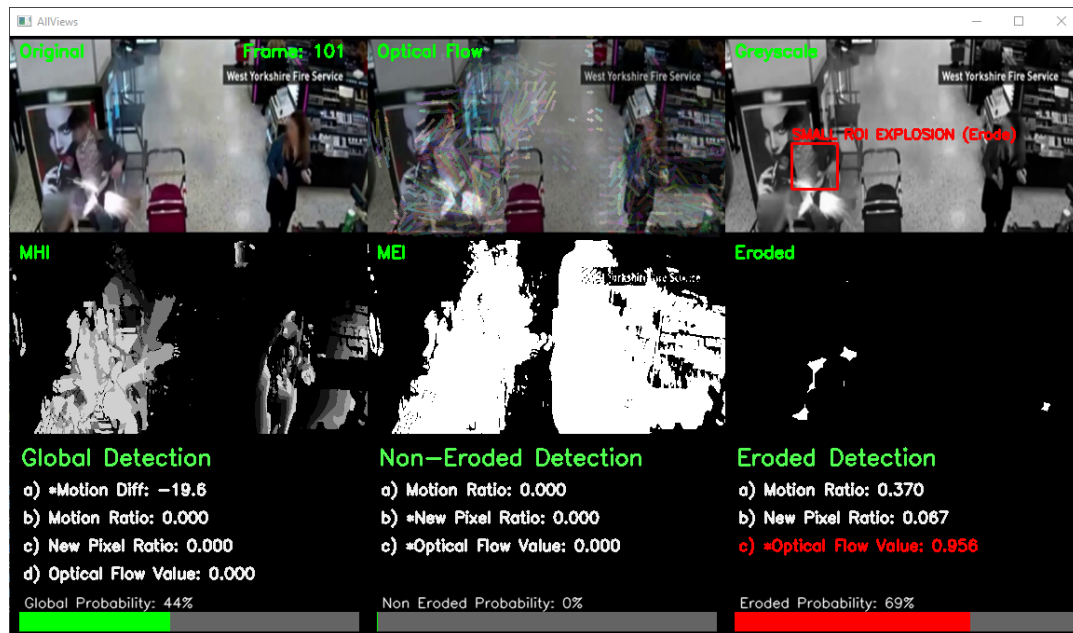 AllViews
Original Frame: 101
West Yorkshire Fire Service
Optical Flow
West Yorkshire Fire Service
Greyscale
West Yorkshire Fire Service
SMALL ROI EXPLOSION (Erode)
MHI
MEI
Yorkshire Fire Service
Eroded
Global Detection
a) *Motion Diff: -19.6
b) Motion Ratio: 0.000
c) New Pixel Ratio: 0.000
d) Optical Flow Value: 0.000
Global Probability: 44%
Non-Eroded Detection
a) Motion Ratio: 0.000
b) *New Pixel Ratio: 0.000
c) *Optical Flow Value: 0.000
Non Eroded Probability: 0%
Eroded Detection
a) Motion Ratio: 0.370
b) New Pixel Ratio: 0.067
c) *Optical Flow Value: 0.956
Eroded Probability: 69%